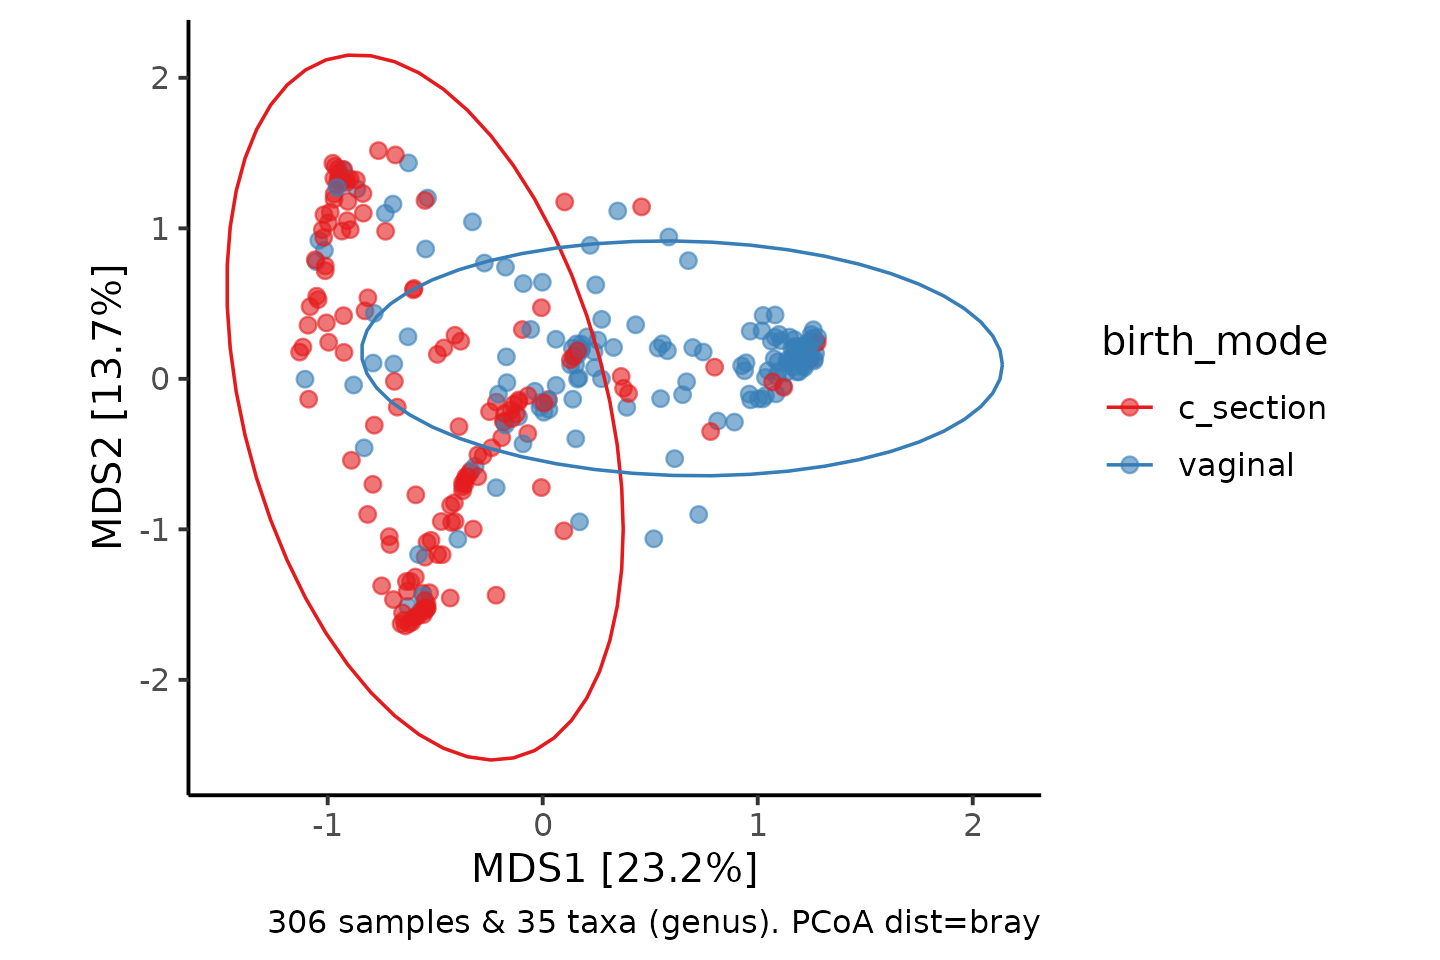 2
1
0
-1
-2
MDS2 [13.7%]
-1 0 1 2
MDS1 [23.2%]
306 samples & 35 taxa (genus). PCoA dist=bray
birth_mode
c_section
vaginal